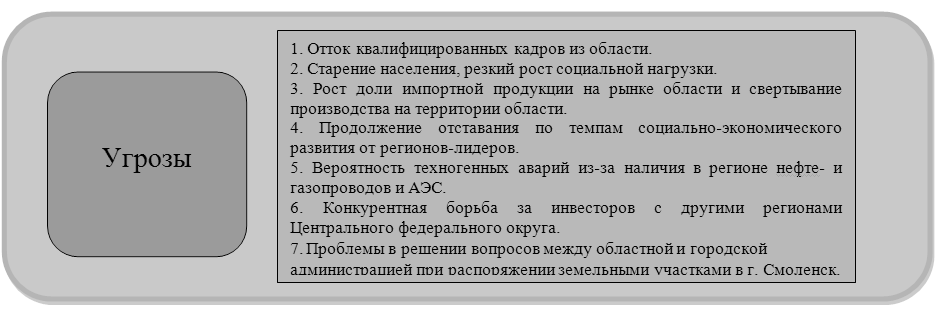 Угрозы
1. Отток квалифицированных кадров из области.
2. Старение населения, резкий рост социальной нагрузки.
3. Рост доли импортной продукции на рынке области и свертывание
производства на территории области.
4. Продолжение отставания по темпам социально-экономического
развития от регионов-лидеров.
5. Вероятность техногенных аварий из-за наличия в регионе нефте- и
газопроводов и АЭС.
6. Конкурентная борьба за инвесторов с другими регионами
Центрального федерального округа.
7. Проблемы в решении вопросов между областной и городской
администрацией при распоряжении земельными участками в г. Смоленск.